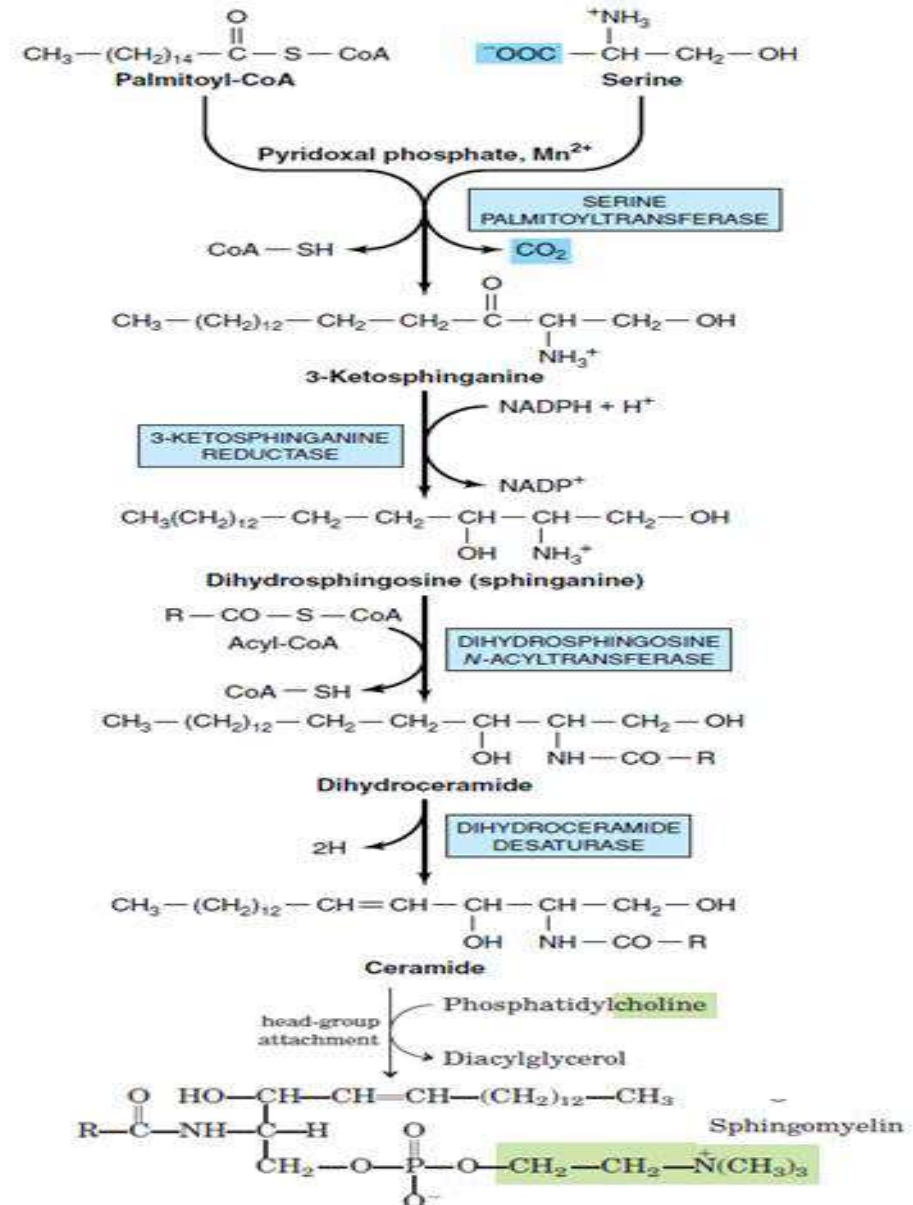 O
||
CH₃—(CH₂)₁₄—C—S—CoA
Palmitoyl-CoA
⁺NH₃
|
⁻OOC—CH—CH₂—OH
Serine
Pyridoxal phosphate, Mn²⁺
SERINE
PALMITOYLTRANSFERASE
CoA—SH
CO₂
O
||
CH₃—(CH₂)₁₂—CH₂—CH₂—C—CH—CH₂—OH
|
NH₃⁺
3-Ketosphinganine
NADPH + H⁺
3-KETOSPHINGANINE
REDUCTASE
NADP⁺
CH₃(CH₂)₁₂—CH₂—CH₂—CH—CH—CH₂—OH
| |
OH NH₃⁺
Dihydrosphingosine (sphinganine)
R—CO—S—CoA
Acyl-CoA
DIHYDROSPHINGOSINE
N-ACYLTRANSFERASE
CoA—SH
CH₃—(CH₂)₁₂—CH₂—CH₂—CH—CH—CH₂—OH
| |
OH NH—CO—R
Dihydroceramide
DIHYDROCERAMIDE
DESATURASE
2H
CH₃—(CH₂)₁₂—CH=CH—CH—CH—CH₂—OH
| |
OH NH—CO—R
Ceramide
Phosphatidylcholine
head-group
attachment
Diacylglycerol
O HO—CH—CH=CH—(CH₂)₁₂—CH₃
|| |
R—C—NH—C—H O
Sphingomyelin
| ||
CH₂—O—P—O—CH₂—CH₂—N⁺(CH₃)₃
|
O⁻